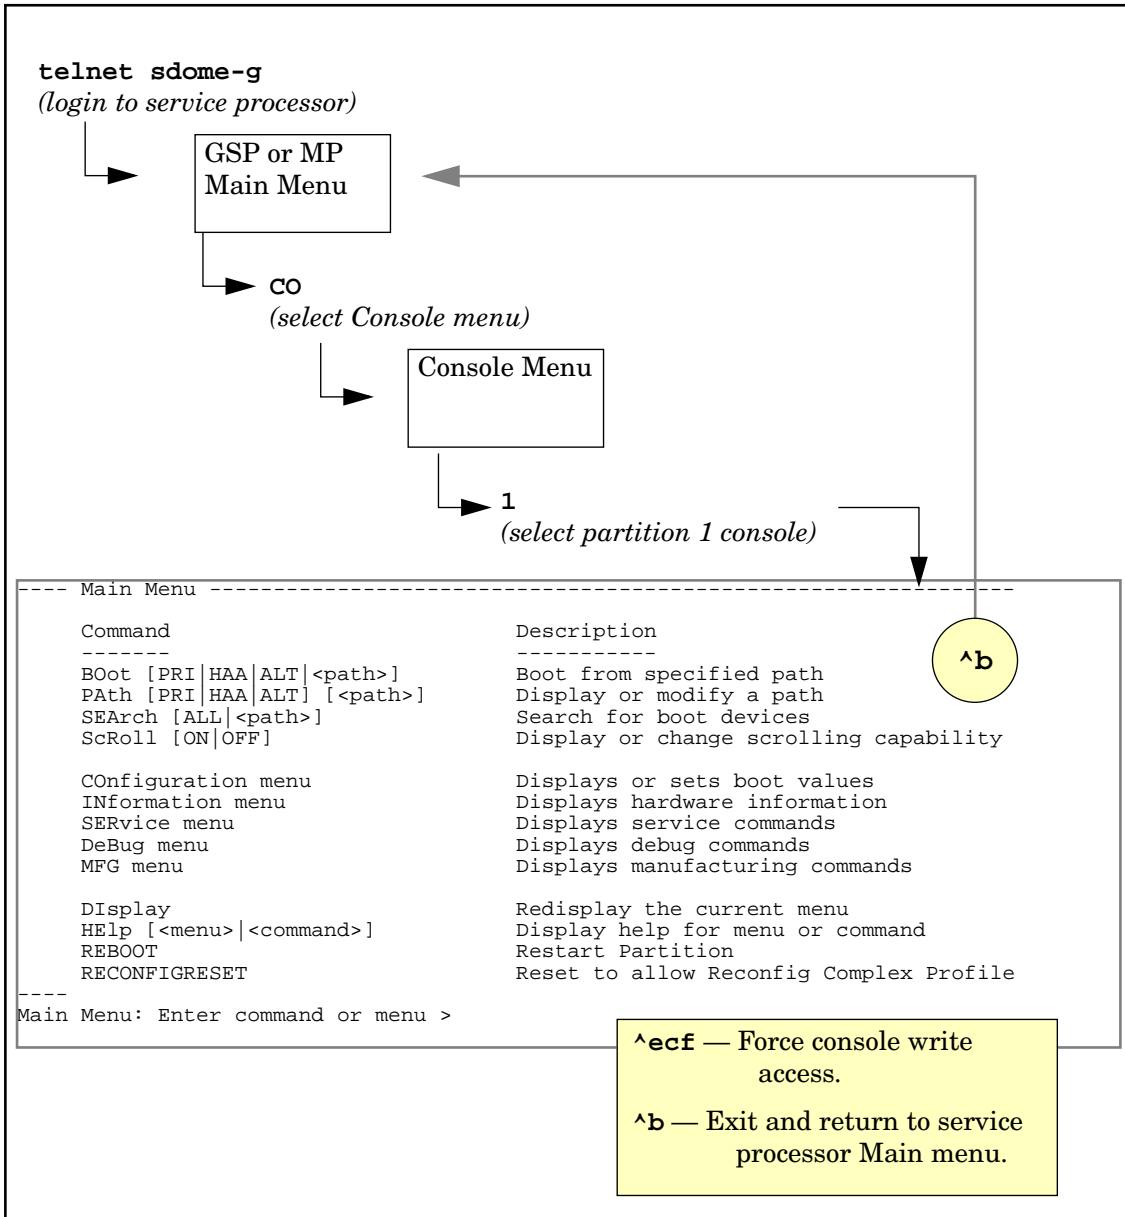 telnet sdome-g
(login to service processor)
GSP or MP
Main Menu
CO
(select Console menu)
Console Menu
1
(select partition 1 console)
---- Main Menu ---------------------------------------------------------------
Command Description
------- -----------
BOot [PRI|HAA|ALT|<path>] Boot from specified path
PAth [PRI|HAA|ALT] [<path>] Display or modify a path
SEArch [ALL|<path>] Search for boot devices
ScRoll [ON|OFF] Display or change scrolling capability
COnfiguration menu Displays or sets boot values
INformation menu Displays hardware information
SERvice menu Displays service commands
DeBug menu Displays debug commands
MFG menu Displays manufacturing commands
DIsplay Redisplay the current menu
HElp [<menu>|<command>] Display help for menu or command
REBOOT Restart Partition
RECONFIGRESET Reset to allow Reconfig Complex Profile
----
Main Menu: Enter command or menu >
^b
^ecf — Force console write
access.
^b — Exit and return to service
processor Main menu.